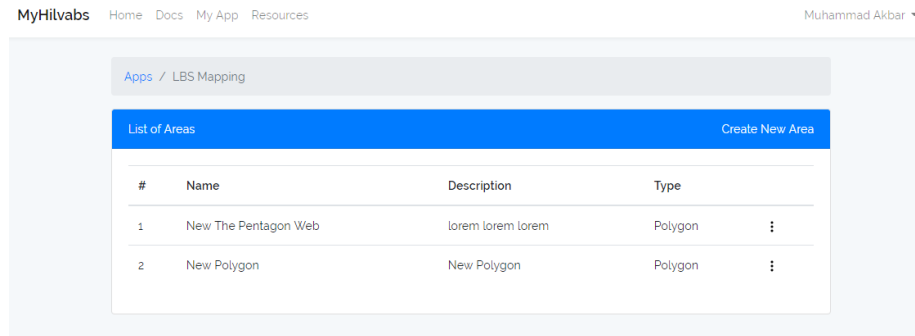 MyHilvabs Home Docs My App Resources Muhammad Akbar
Apps / LBS Mapping
List of Areas Create New Area
# Name Description Type
1 New The Pentagon Web lorem lorem lorem Polygon
2 New Polygon New Polygon Polygon